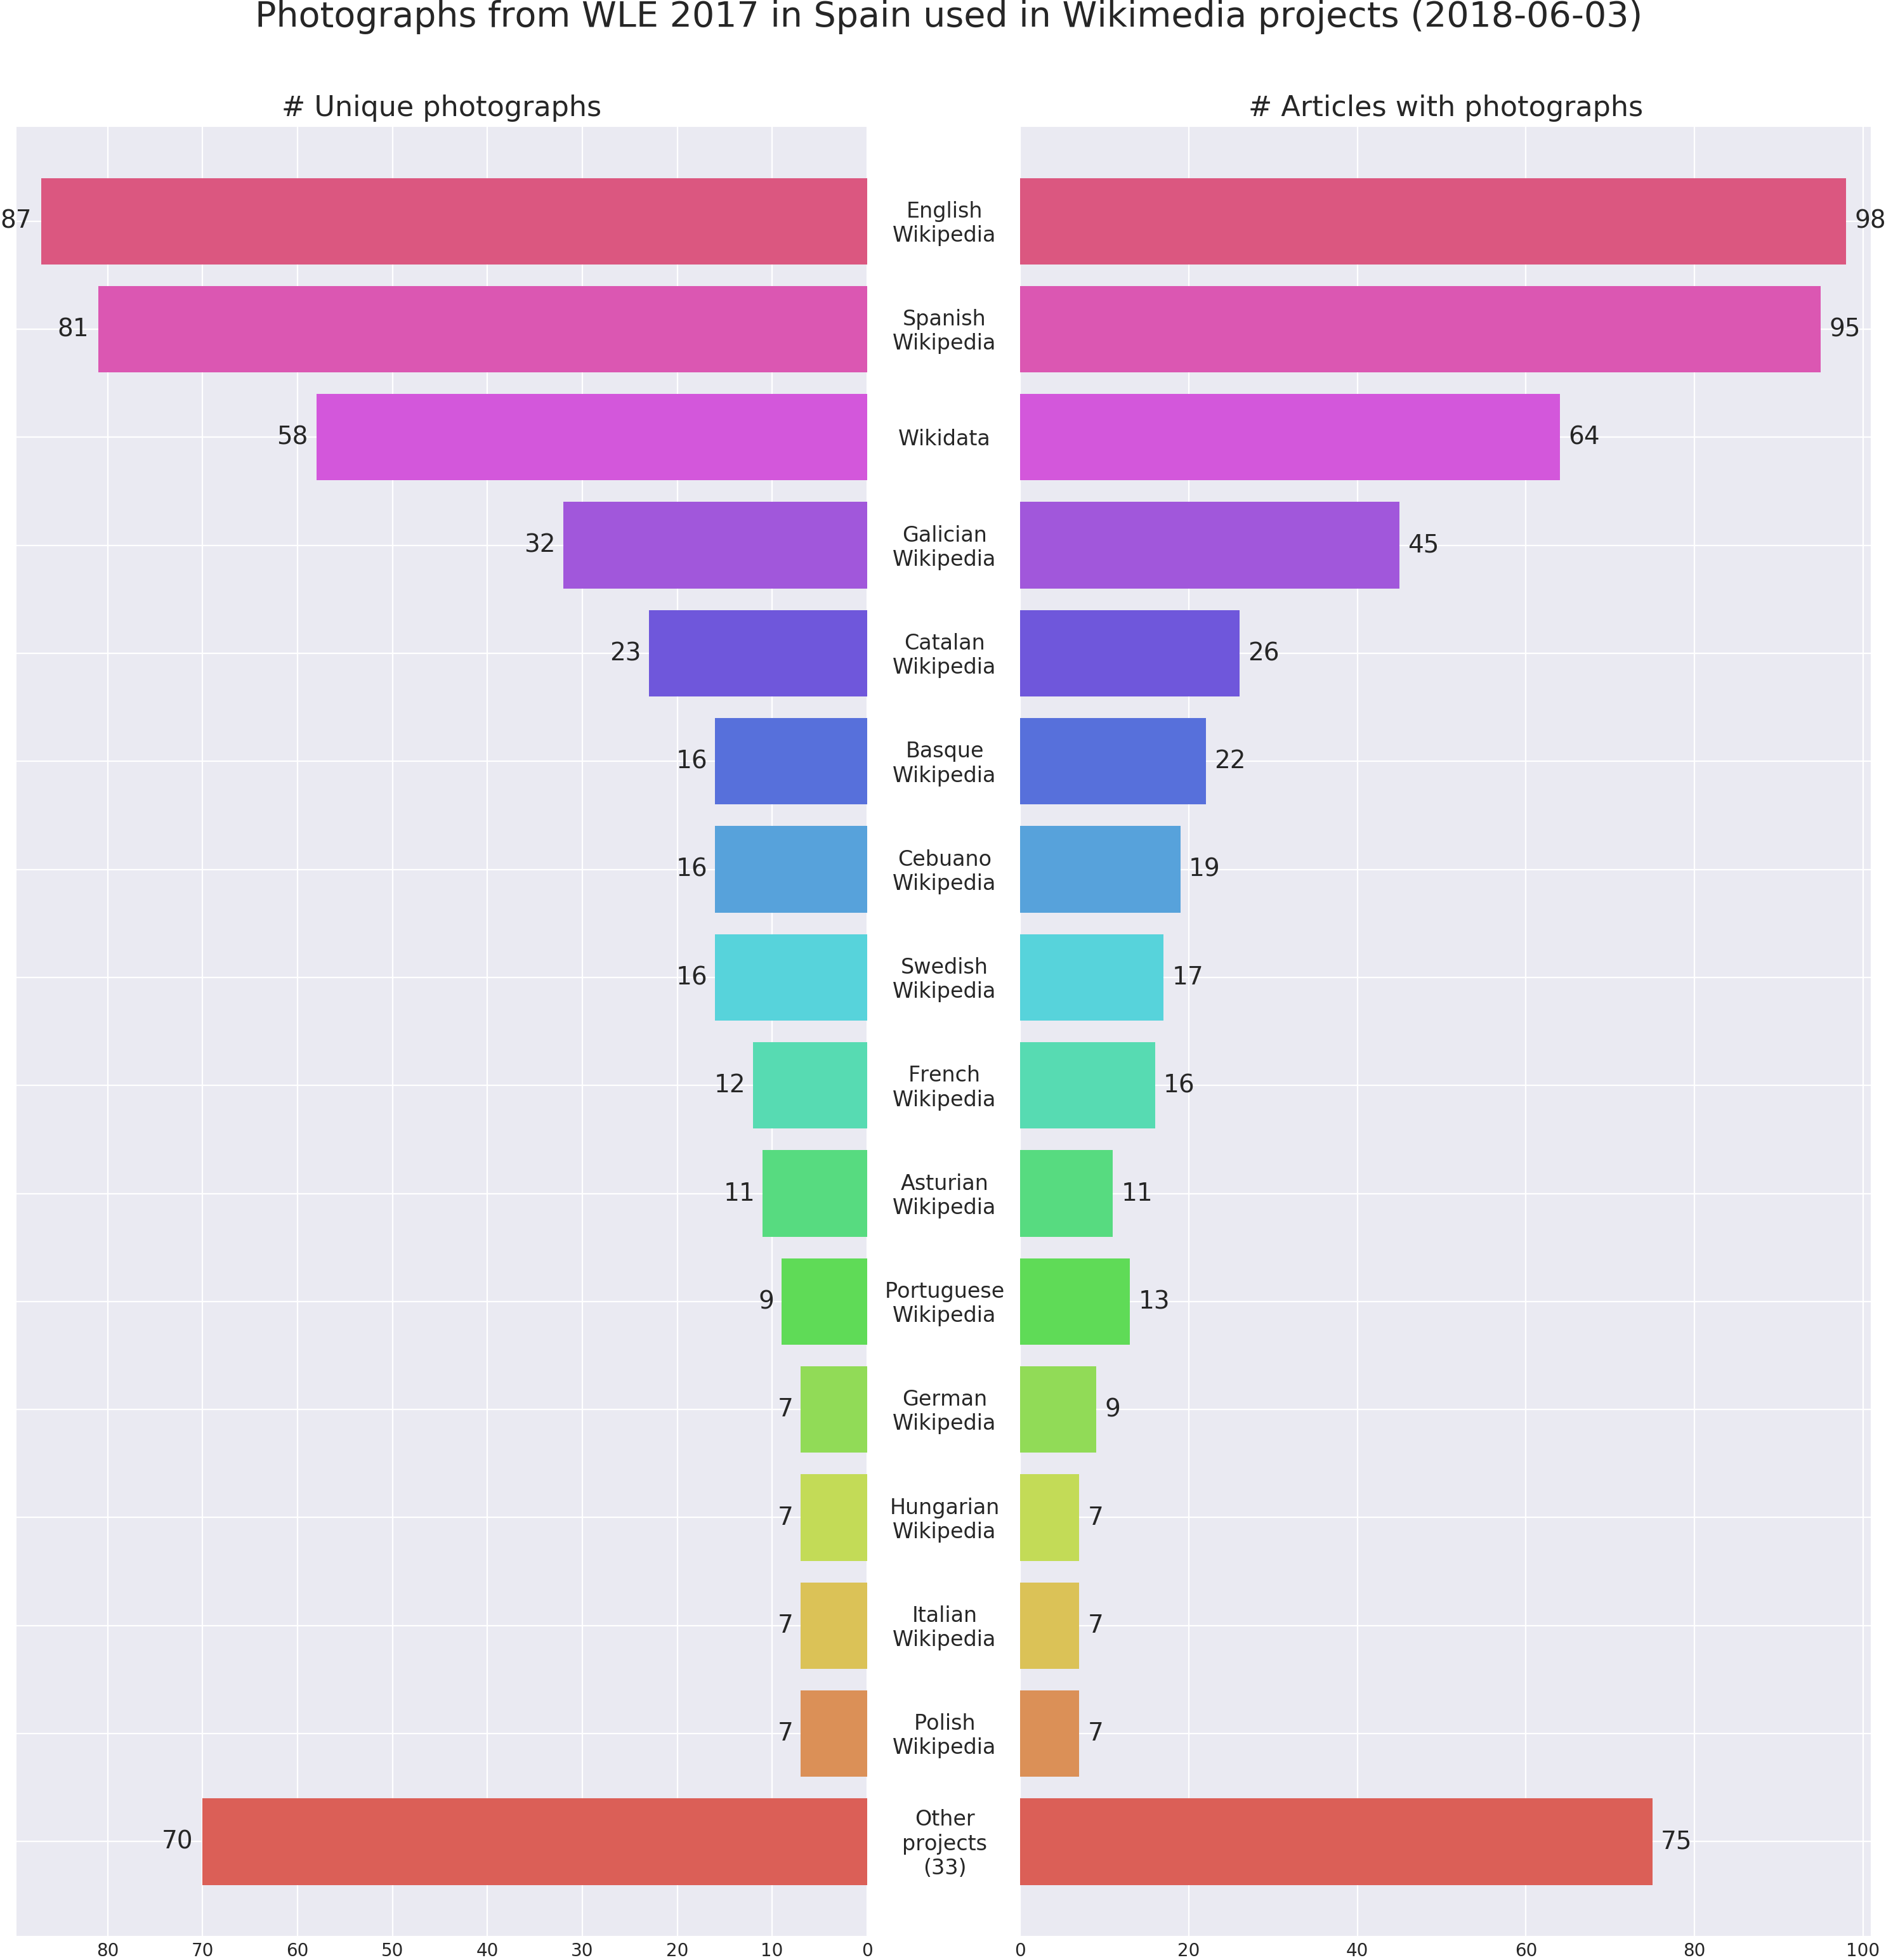 Photographs from WLE 2017 in Spain used in Wikimedia projects (2018-06-03)
# Unique photographs
# Articles with photographs
87
English
Wikipedia
98
81
Spanish
Wikipedia
95
58
Wikidata
64
32
Galician
Wikipedia
45
23
Catalan
Wikipedia
26
16
Basque
Wikipedia
22
16
Cebuano
Wikipedia
19
16
Swedish
Wikipedia
17
12
French
Wikipedia
16
11
Asturian
Wikipedia
11
9
Portuguese
Wikipedia
13
7
German
Wikipedia
9
7
Hungarian
Wikipedia
7
7
Italian
Wikipedia
7
7
Polish
Wikipedia
7
70
Other
projects
(33)
75
80 70 60 50 40 30 20 10 0
0 20 40 60 80 100